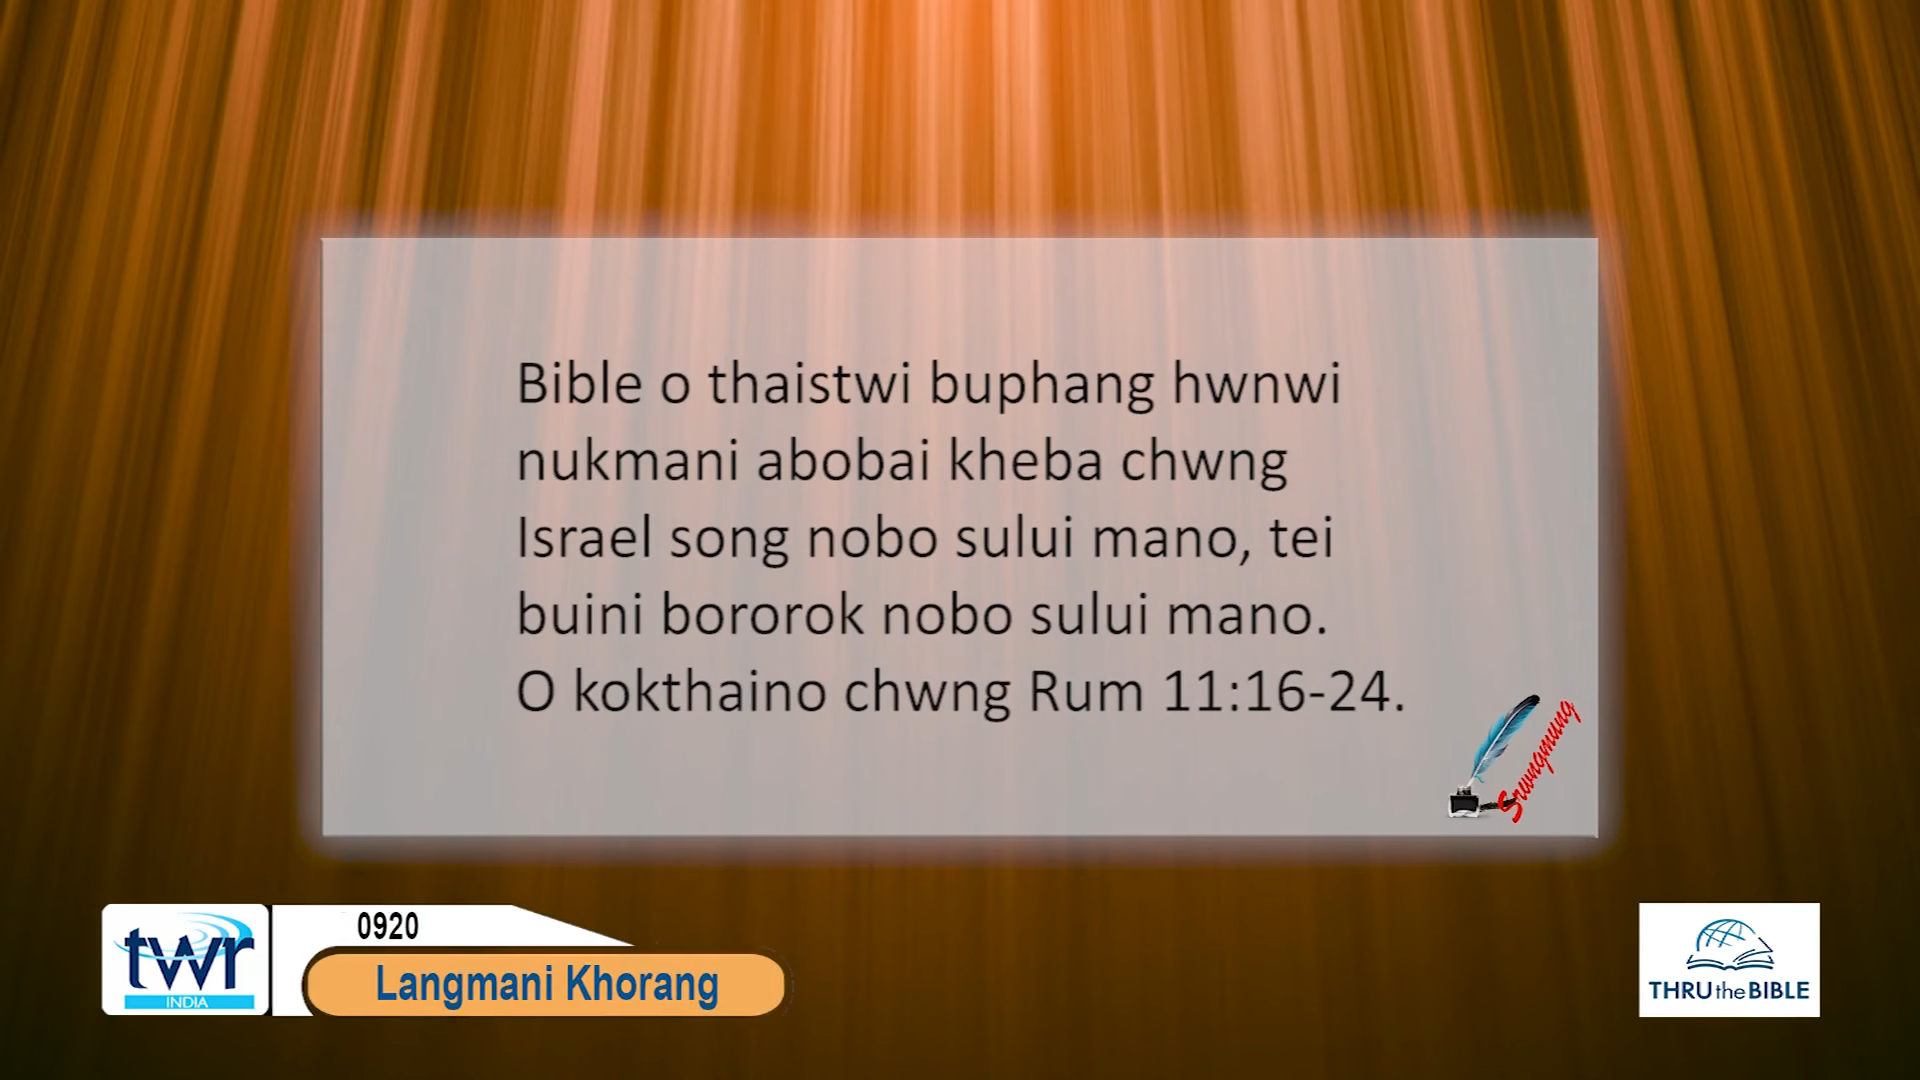 Bible o thaistwi buphang hwnwi
nukmani abobai kheba chwng
Israel song nobo sului mano, tei
buini bororok nobo sului mano.
O kokthaino chwng Rum 11:16-24.
Srwngmung
twr
INDIA
0920
Langmani Khorang
THRU the BIBLE